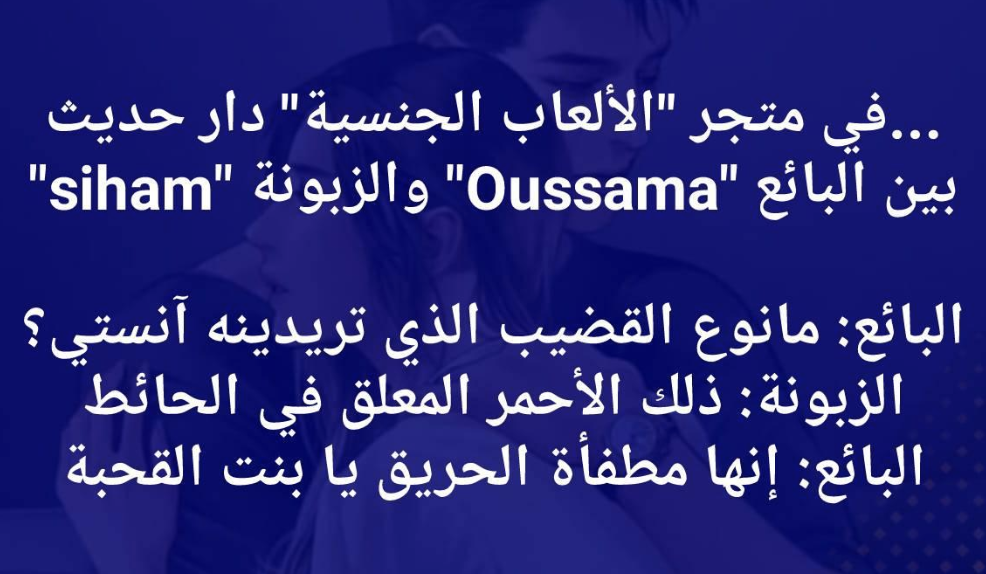 ...في متجر "الألعاب الجنسية" دار حديث
بين البائع "Oussama" والزبونة "siham"
البائع: مانوع القضيب الذي تريدينه آنستي؟
الزبونة: ذلك الأحمر المعلق في الحائط
البائع: إنها مطفأة الحريق يا بنت القحبة